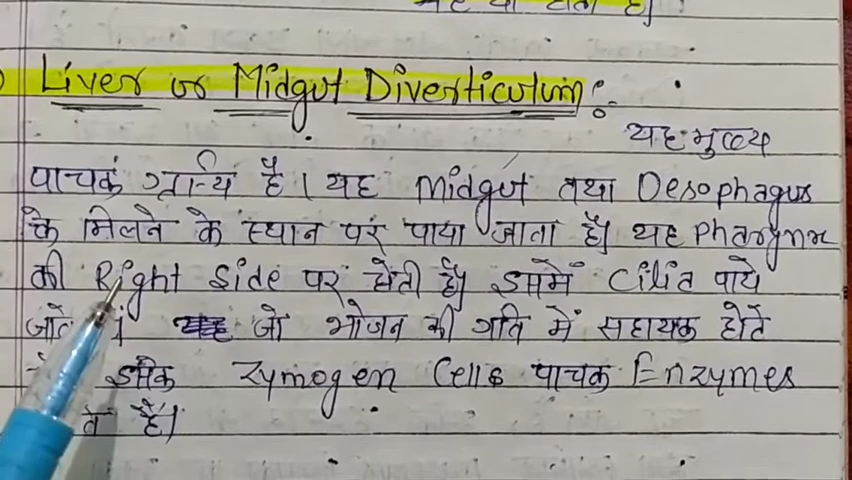 Liver or Midgut Diverticulum :-
यह मुख्य
पाचक ग्रन्थि है। यह Midgut तथा Oesophagus
के मिलने के स्थान पर पाया जाता है। यह Pharynx
की Right Side पर होती है। इसमें Cilia पाये
जाते जो भोजन की गति में सहायक होते
इसके Zymogen Cells पाचक Enzymes
है।